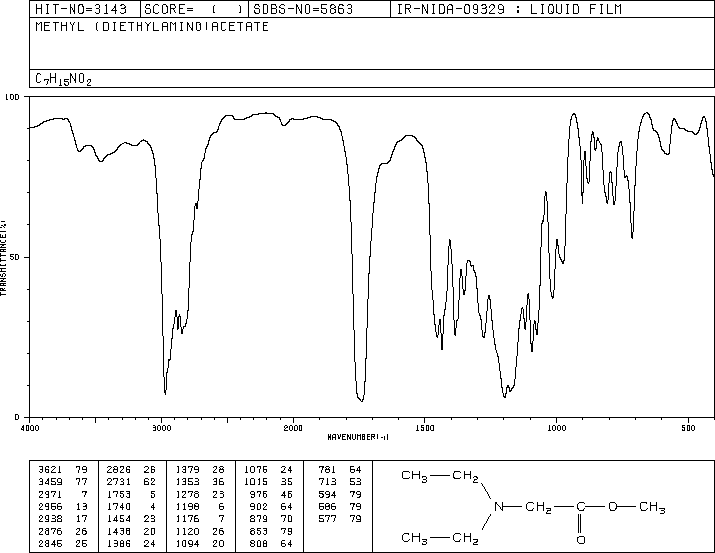 HIT-NO=3143 SCORE= ( ) SDBS-NO=5863 IR-NIDA-09329 : LIQUID FILM
METHYL (DIETHYLAMINO)ACETATE
C7H15NO2
100
50
0
TRANSMITTANCE(%)
4000 3000 2000 1500 1000 500
WAVENUMBER(-1)
3621 79 2826 26 1379 28 1075 24 781 64
3459 77 2731 62 1353 36 1015 35 713 53
2971 7 1753 5 1278 23 976 46 594 79
2956 13 1740 4 1198 6 902 64 586 79
2938 17 1454 23 1176 7 879 70 577 79
2876 26 1438 20 1120 26 853 79
2845 25 1386 24 1094 20 808 64
CH3 CH2
N CH2 C O CH3
CH3 CH2 O